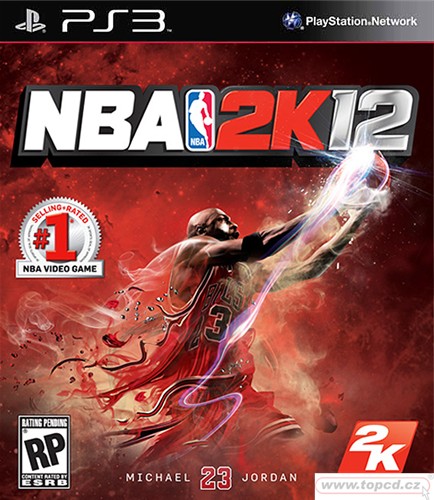 PS3 PlayStation®Network
NBA 2K12
NBA
SELLING & RATED
#1
NBA VIDEO GAME
23
RATING PENDING
RP
CONTENT RATED BY
ESRB
MICHAEL 23 JORDAN
2K
www.topcd.cz